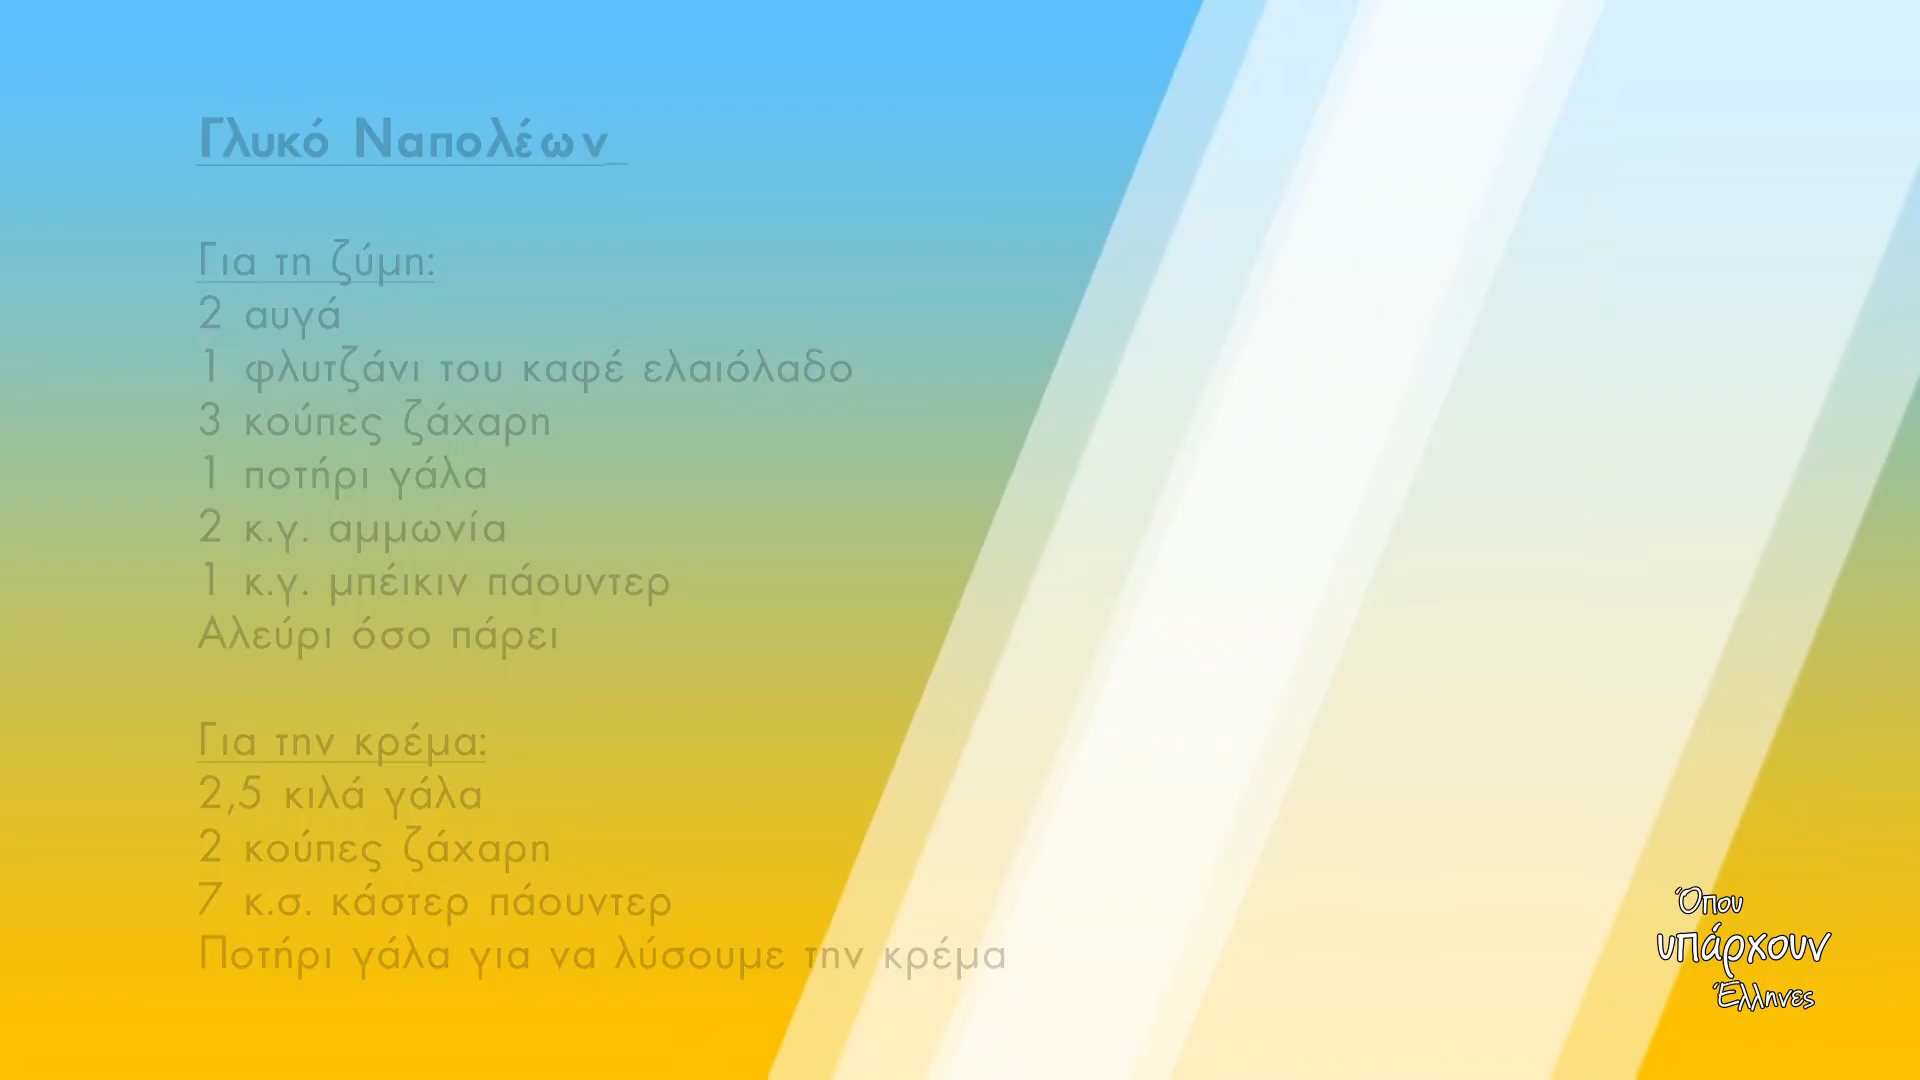 Γλυκό Ναπολέων
Για τη ζύμη:
2 αυγά
1 φλυτζάνι του καφέ ελαιόλαδο
3 κούπες ζάχαρη
1 ποτήρι γάλα
2 κ.γ. αμμωνία
1 κ.γ. μπέικιν πάουντερ
Αλεύρι όσο πάρει
Για την κρέμα:
2,5 κιλά γάλα
2 κούπες ζάχαρη
7 κ.σ. κάστερ πάουντερ
Ποτήρι γάλα για να λύσουμε την κρέμα
Όπου
υπάρχουν
Έλληνες